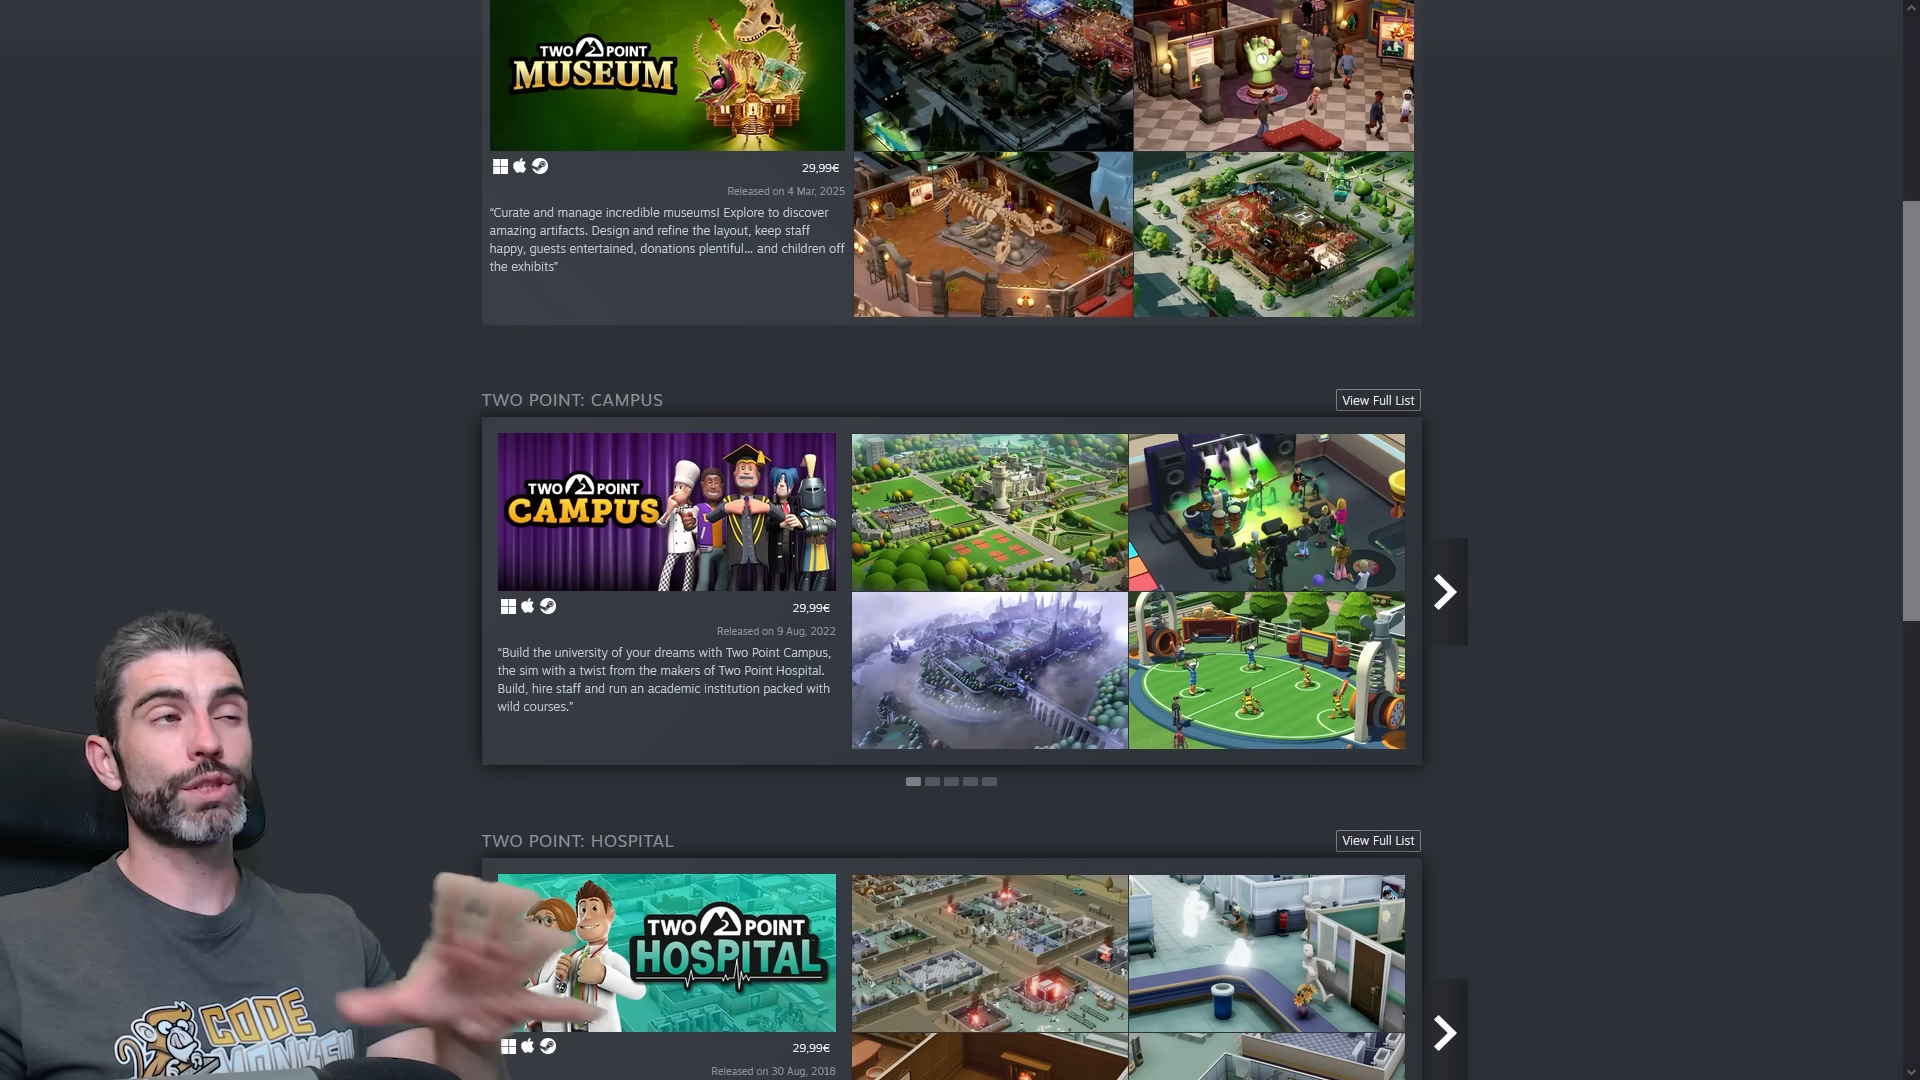 TWO POINT
MUSEUM
29,99€
Released on 4 Mar, 2025
“Curate and manage incredible museums! Explore to discover
amazing artifacts. Design and refine the layout, keep staff
happy, guests entertained, donations plentiful... and children off
the exhibits”
TWO POINT: CAMPUS
View Full List
TWO POINT
CAMPUS
29,99€
Released on 9 Aug, 2022
“Build the university of your dreams with Two Point Campus,
the sim with a twist from the makers of Two Point Hospital.
Build, hire staff and run an academic institution packed with
wild courses.”
TWO POINT: HOSPITAL
View Full List
TWO POINT
HOSPITAL
29,99€
Released on 30 Aug, 2018
CODE
MONKEY